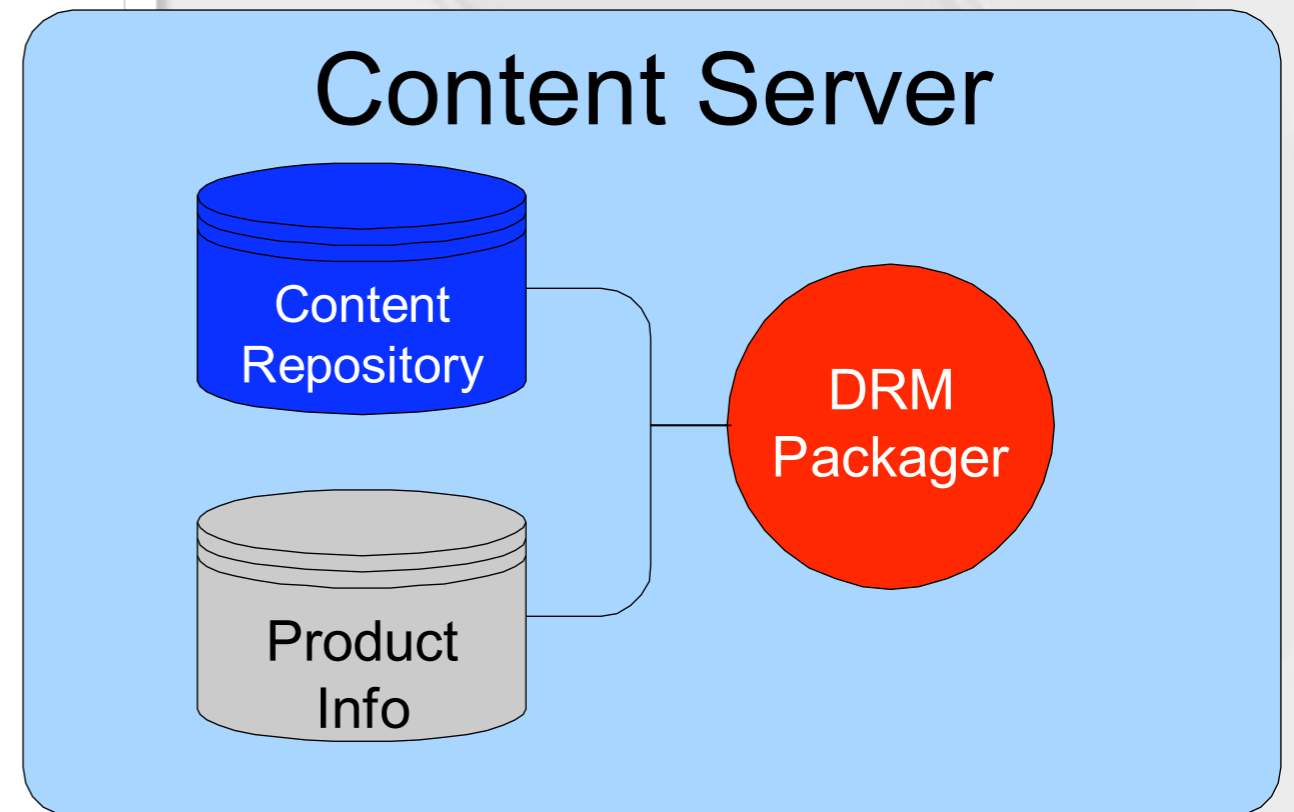 Content Server
Content
Repository
DRM
Packager
Product
Info